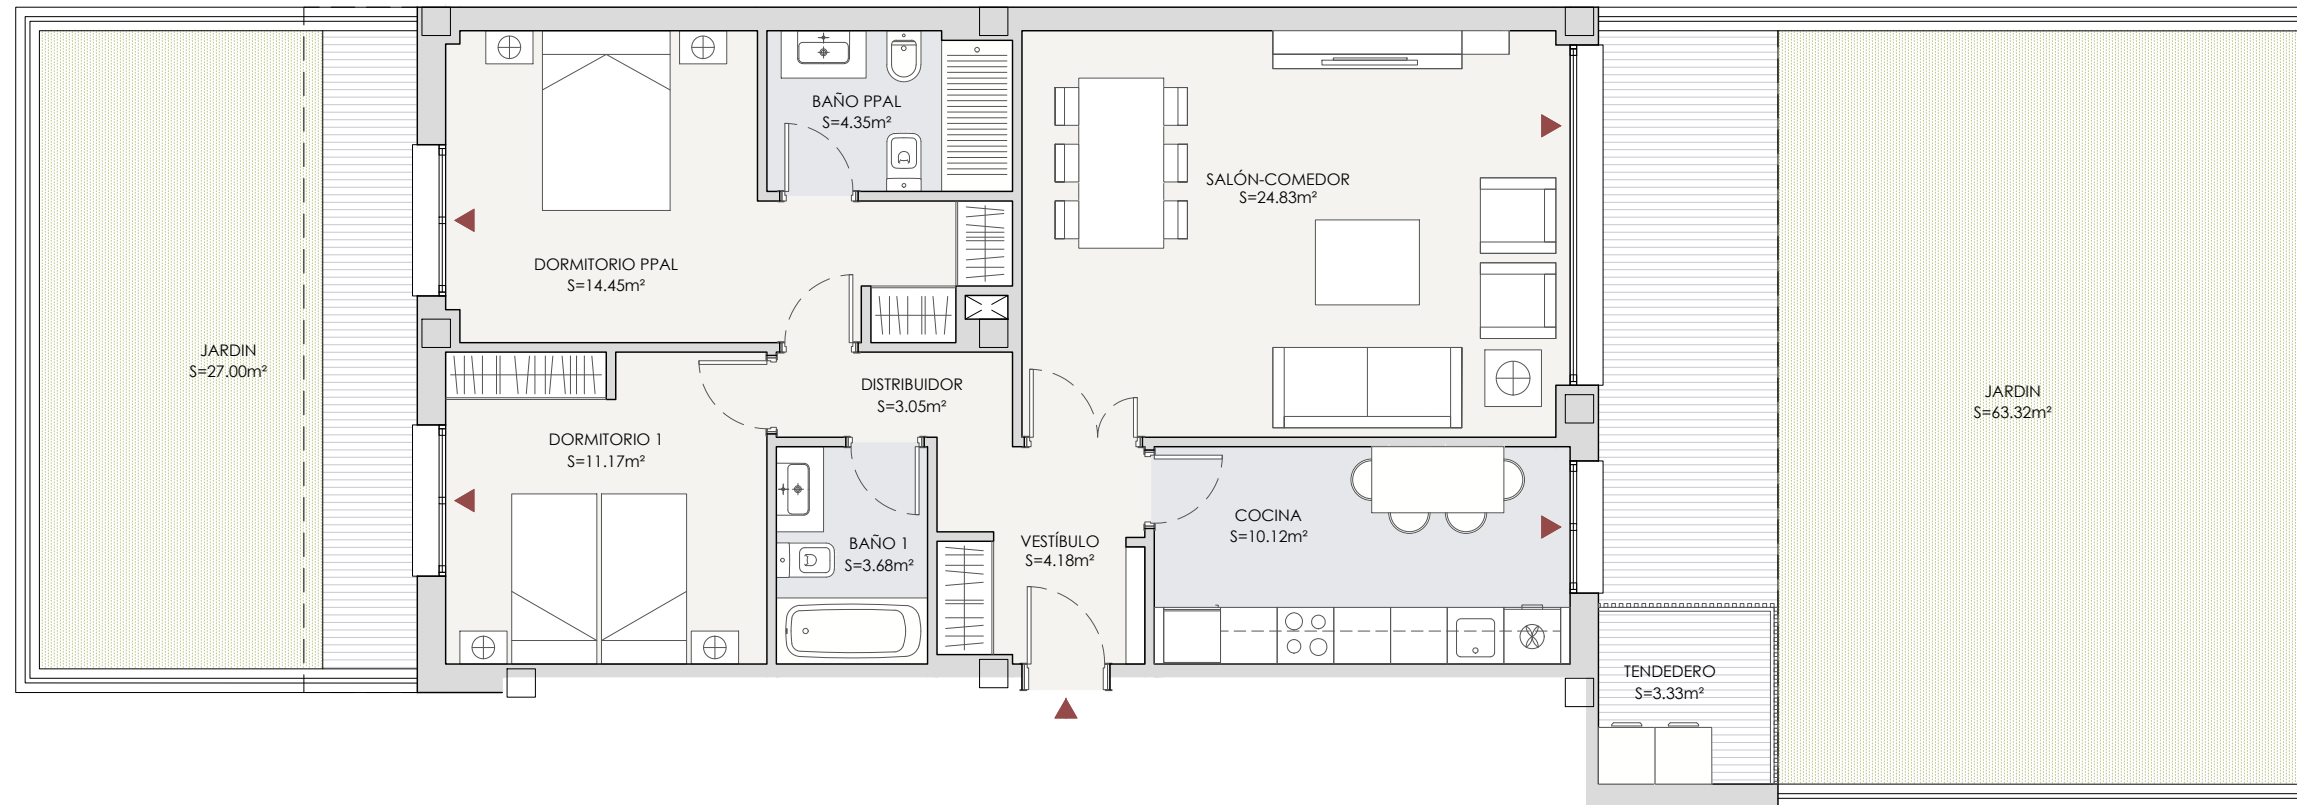 BAÑO PPAL
S=4.35m²
SALÓN-COMEDOR
S=24.83m²
DORMITORIO PPAL
S=14.45m²
JARDIN
S=27.00m²
DISTRIBUIDOR
S=3.05m²
JARDIN
S=63.32m²
DORMITORIO 1
S=11.17m²
COCINA
S=10.12m²
BAÑO 1
S=3.68m²
VESTÍBULO
S=4.18m²
TENDEDERO
S=3.33m²